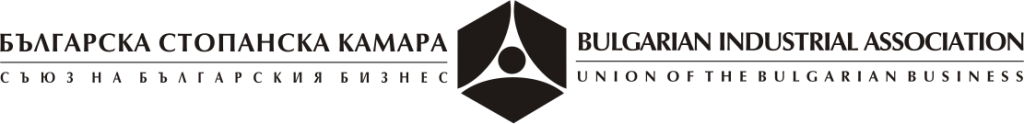 БЪЛГАРСКА СТОПАНСКА КАМАРА
СЪЮЗ НА БЪЛГАРСКИЯ БИЗНЕС
BULGARIAN INDUSTRIAL ASSOCIATION
UNION OF THE BULGARIAN BUSINESS